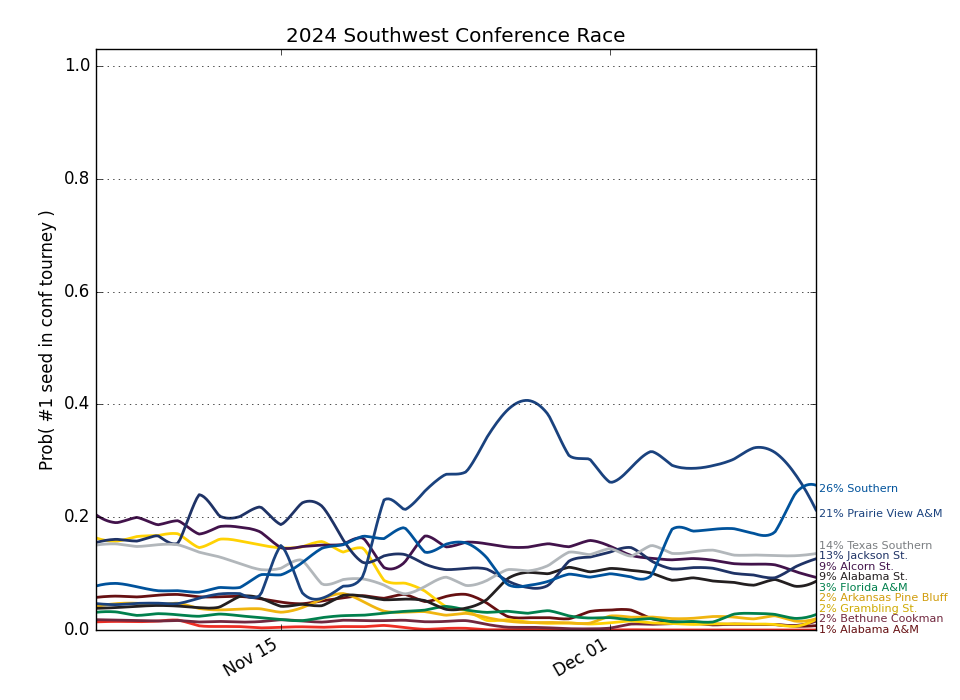 2024 Southwest Conference Race
Prob( #1 seed in conf tourney )
1.0
0.8
0.6
0.4
0.2
0.0
Nov 15
Dec 01
26% Southern
21% Prairie View A&M
14% Texas Southern
13% Jackson St.
9% Alcorn St.
9% Alabama St.
3% Florida A&M
2% Arkansas Pine Bluff
2% Grambling St.
2% Bethune Cookman
1% Alabama A&M